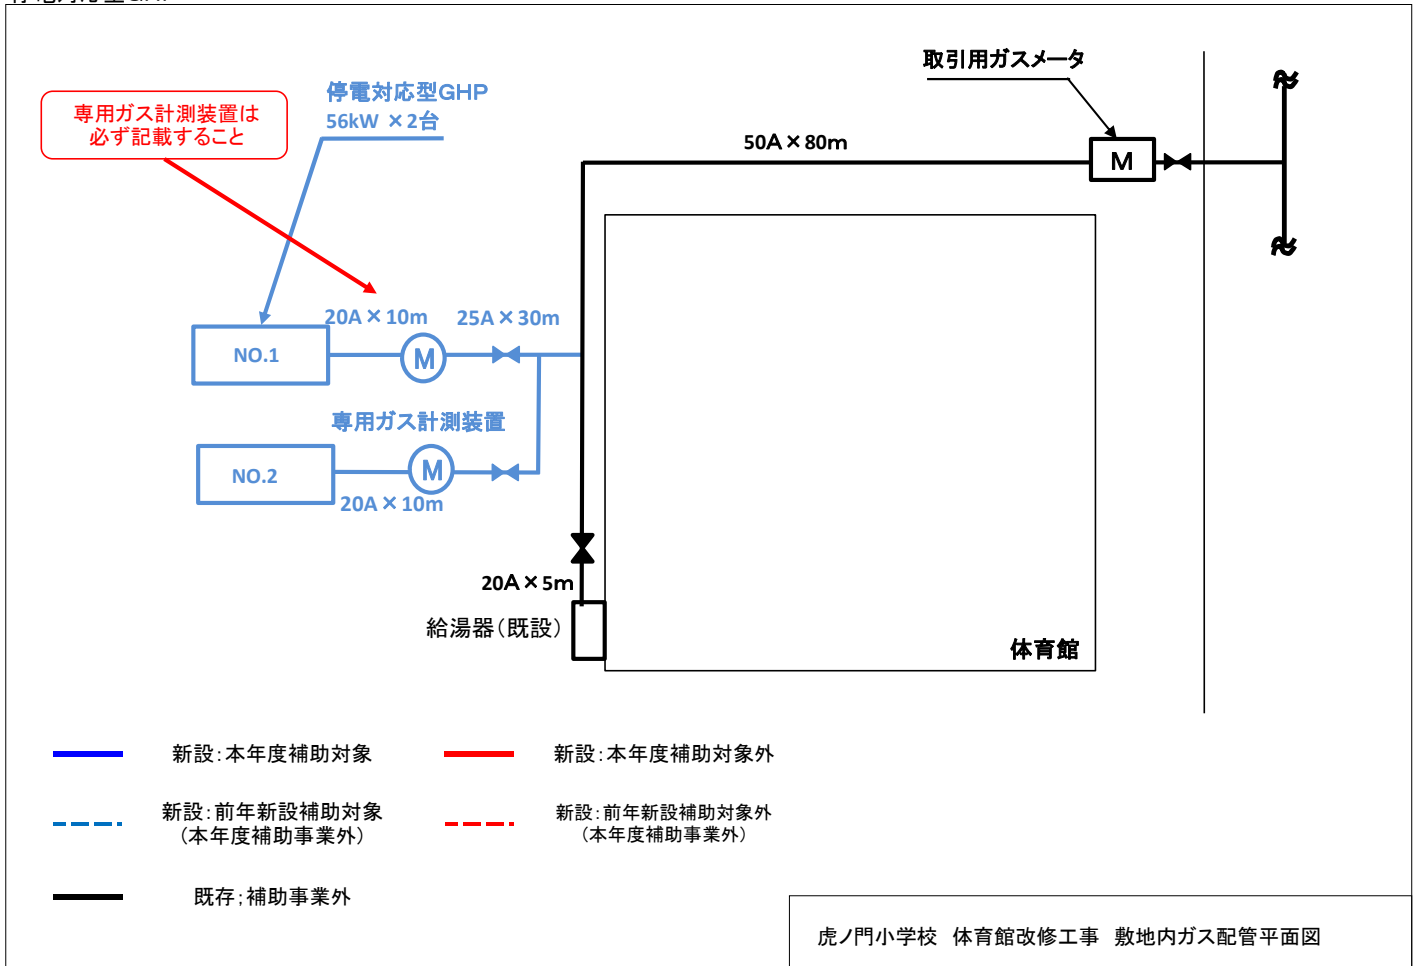 取引用ガスメータ
停電対応型GHP
56kW ×2台
専用ガス計測装置は
必ず記載すること
50A×80m
M
20A×10m
25A×30m
NO.1
M
専用ガス計測装置
NO.2
M
20A×10m
20A×5m
給湯器(既設)
体育館
新設:本年度補助対象
新設:本年度補助対象外
新設:前年新設補助対象
(本年度補助事業外)
新設:前年新設補助対象外
(本年度補助事業外)
既存;補助事業外
虎ノ門小学校 体育館改修工事 敷地内ガス配管平面図